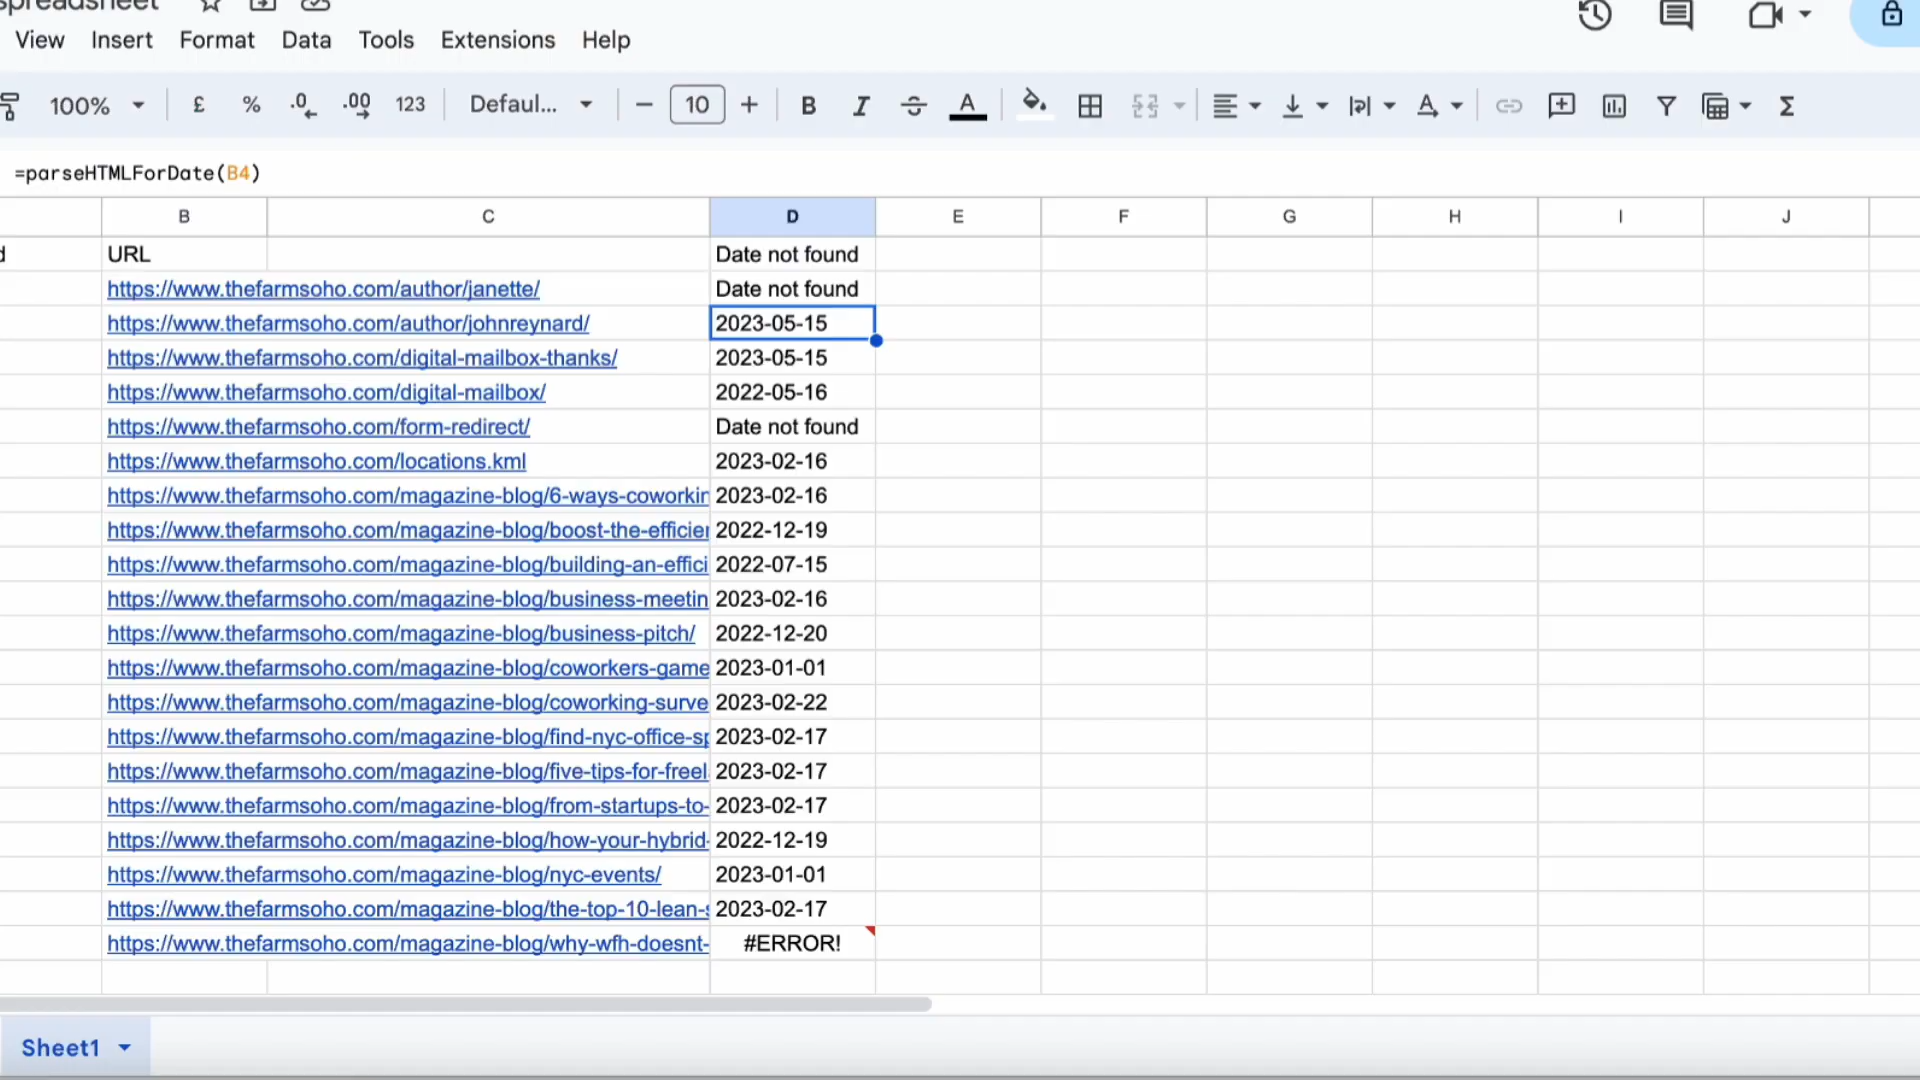 spreadsheet
View Insert Format Data Tools Extensions Help
100% £ % .0 .00 123 Defaul... − 10 + B I A A Σ
=parseHTMLForDate(B4)
B C D E F G H I J
d URL Date not found
https://www.thefarmsoho.com/author/janette/ Date not found
https://www.thefarmsoho.com/author/johnreynard/ 2023-05-15
https://www.thefarmsoho.com/digital-mailbox-thanks/ 2023-05-15
https://www.thefarmsoho.com/digital-mailbox/ 2022-05-16
https://www.thefarmsoho.com/form-redirect/ Date not found
https://www.thefarmsoho.com/locations.kml 2023-02-16
https://www.thefarmsoho.com/magazine-blog/6-ways-coworkin 2023-02-16
https://www.thefarmsoho.com/magazine-blog/boost-the-efficien 2022-12-19
https://www.thefarmsoho.com/magazine-blog/building-an-effici 2022-07-15
https://www.thefarmsoho.com/magazine-blog/business-meetin 2023-02-16
https://www.thefarmsoho.com/magazine-blog/business-pitch/ 2022-12-20
https://www.thefarmsoho.com/magazine-blog/coworkers-game 2023-01-01
https://www.thefarmsoho.com/magazine-blog/coworking-surve 2023-02-22
https://www.thefarmsoho.com/magazine-blog/find-nyc-office-sp 2023-02-17
https://www.thefarmsoho.com/magazine-blog/five-tips-for-freel 2023-02-17
https://www.thefarmsoho.com/magazine-blog/from-startups-to- 2023-02-17
https://www.thefarmsoho.com/magazine-blog/how-your-hybrid- 2022-12-19
https://www.thefarmsoho.com/magazine-blog/nyc-events/ 2023-01-01
https://www.thefarmsoho.com/magazine-blog/the-top-10-lean-s 2023-02-17
https://www.thefarmsoho.com/magazine-blog/why-wfh-doesnt- #ERROR!
Sheet1